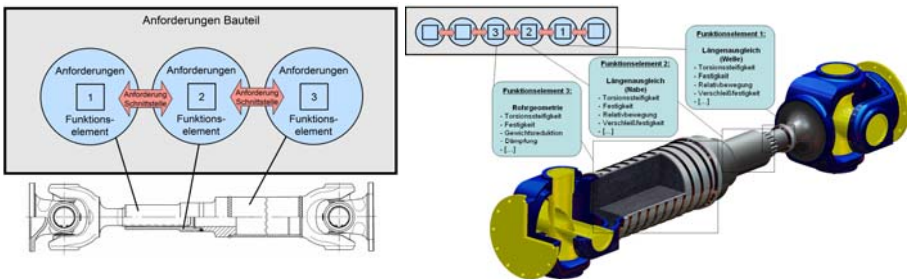 Anforderungen Bauteil
Anforderungen
1
Funktions-
element
Anforderung
Schnittstelle
Anforderungen
2
Funktions-
element
Anforderung
Schnittstelle
Anforderungen
3
Funktions-
element
3
2
1
Funktionselement 1:
Längenausgleich
(Welle)
- Torsionssteifigkeit
- Festigkeit
- Relativbewegung
- Verschleißfestigkeit
- [...]
Funktionselement 2:
Längenausgleich
(Nabe)
- Torsionssteifigkeit
- Festigkeit
- Relativbewegung
- Verschleißfestigkeit
- [...]
Funktionselement 3:
Rohrgeometrie
- Torsionssteifigkeit
- Festigkeit
- Gewichtsreduktion
- Dämpfung
- [...]